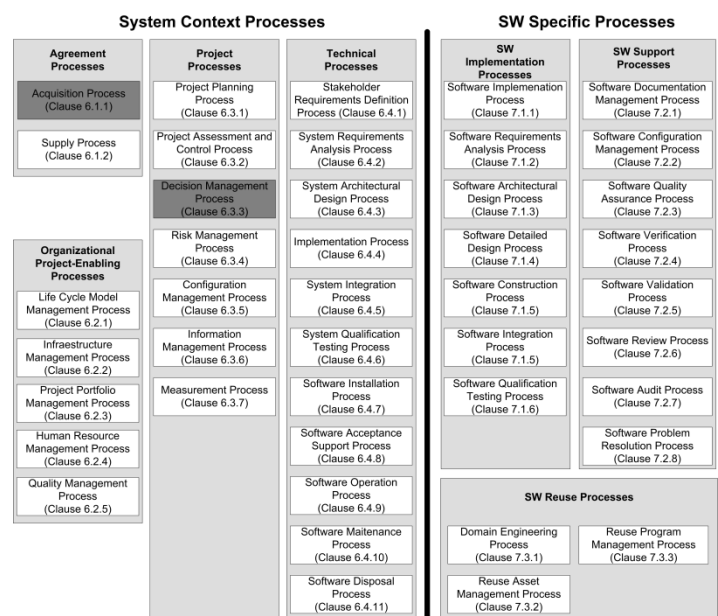 System Context Processes
SW Specific Processes
Agreement
Processes
Acquisition Process
(Clause 6.1.1)
Supply Process
(Clause 6.1.2)
Organizational
Project-Enabling
Processes
Life Cycle Model
Management Process
(Clause 6.2.1)
Infraestructure
Management Process
(Clause 6.2.2)
Project Portfolio
Management Process
(Clause 6.2.3)
Human Resource
Management Process
(Clause 6.2.4)
Quality Management
Process
(Clause 6.2.5)
Project
Processes
Project Planning
Process
(Clause 6.3.1)
Project Assessment and
Control Process
(Clause 6.3.2)
Decision Management
Process
(Clause 6.3.3)
Risk Management
Process
(Clause 6.3.4)
Configuration
Management Process
(Clause 6.3.5)
Information
Management Process
(Clause 6.3.6)
Measurement Process
(Clause 6.3.7)
Technical
Processes
Stakeholder
Requirements Definition
Process (Clause 6.4.1)
System Requirements
Analysis Process
(Clause 6.4.2)
System Architectural
Design Process
(Clause 6.4.3)
Implementation Process
(Clause 6.4.4)
System Integration
Process
(Clause 6.4.5)
System Qualification
Testing Process
(Clause 6.4.6)
Software Installation
Process
(Clause 6.4.7)
Software Acceptance
Support Process
(Clause 6.4.8)
Software Operation
Process
(Clause 6.4.9)
Software Maitenance
Process
(Clause 6.4.10)
Software Disposal
Process
(Clause 6.4.11)
SW
Implementation
Processes
Software Implemenation
Process
(Clause 7.1.1)
Software Requirements
Analysis Process
(Clause 7.1.2)
Software Architectural
Design Process
(Clause 7.1.3)
Software Detailed
Design Process
(Clause 7.1.4)
Software Construction
Process
(Clause 7.1.5)
Software Integration
Process
(Clause 7.1.5)
Software Qualification
Testing Process
(Clause 7.1.6)
SW Support
Processes
Software Documentation
Management Process
(Clause 7.2.1)
Software Configuration
Management Process
(Clause 7.2.2)
Software Quality
Assurance Process
(Clause 7.2.3)
Software Verification
Process
(Clause 7.2.4)
Software Validation
Process
(Clause 7.2.5)
Software Review Process
(Clause 7.2.6)
Software Audit Process
(Clause 7.2.7)
Software Problem
Resolution Process
(Clause 7.2.8)
SW Reuse Processes
Domain Engineering
Process
(Clause 7.3.1)
Reuse Program
Management Process
(Clause 7.3.3)
Reuse Asset
Management Process
(Clause 7.3.2)